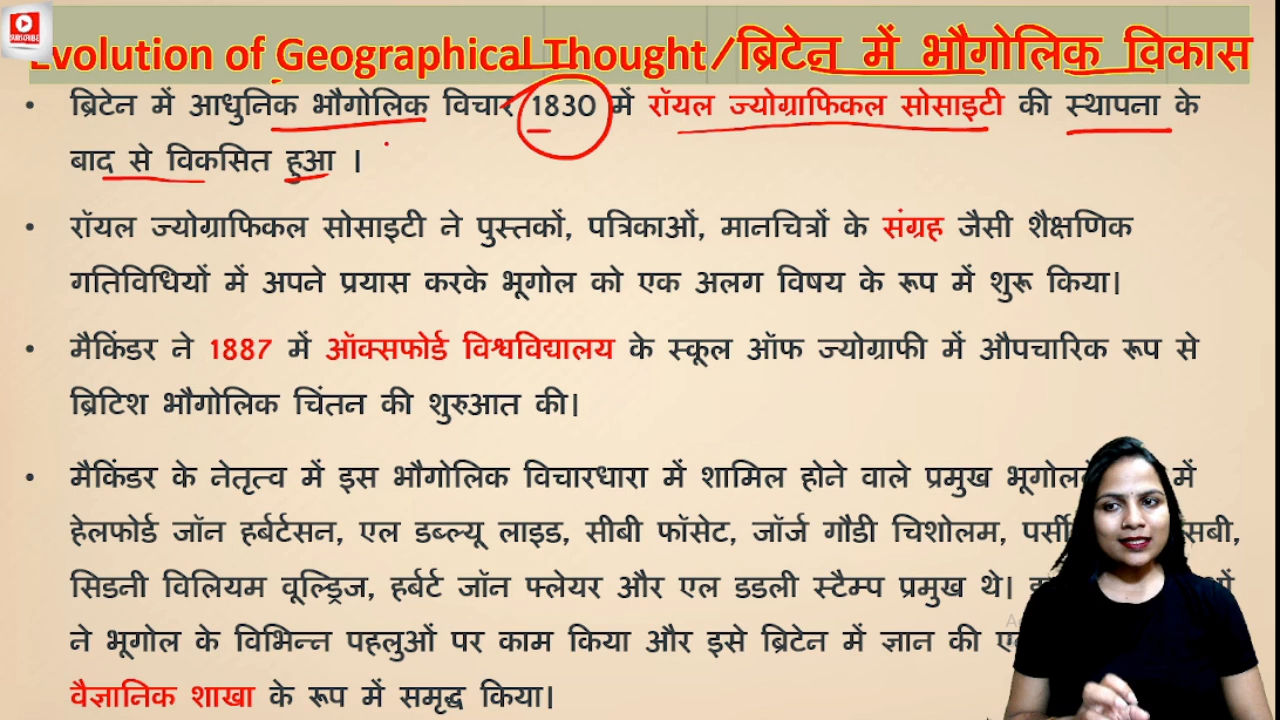 SUBSCRIBE
Evolution of Geographical Thought/ब्रिटेन में भौगोलिक विकास
• ब्रिटेन में आधुनिक भौगोलिक विचार 1830 में रॉयल ज्योग्राफिकल सोसाइटी की स्थापना के
बाद से विकसित हुआ ।
• रॉयल ज्योग्राफिकल सोसाइटी ने पुस्तकों, पत्रिकाओं, मानचित्रों के संग्रह जैसी शैक्षणिक
गतिविधियों में अपने प्रयास करके भूगोल को एक अलग विषय के रूप में शुरू किया।
• मैकिंडर ने 1887 में ऑक्सफोर्ड विश्वविद्यालय के स्कूल ऑफ ज्योग्राफी में औपचारिक रूप से
ब्रिटिश भौगोलिक चिंतन की शुरुआत की।
• मैकिंडर के नेतृत्व में इस भौगोलिक विचारधारा में शामिल होने वाले प्रमुख में
हेलफोर्ड जॉन हर्बर्टसन, एल डब्ल्यू लाइड, सीबी फॉसेट, जॉर्ज गौडी चिशोलम,
सिडनी विलियम वूल्ड्रिज, हर्बर्ट जॉन फ्लेयर और एल डडली स्टैम्प प्रमुख थे।
ने भूगोल के विभिन्न पहलुओं पर काम किया और इसे ब्रिटेन में ज्ञान की
वैज्ञानिक शाखा के रूप में समृद्ध किया।